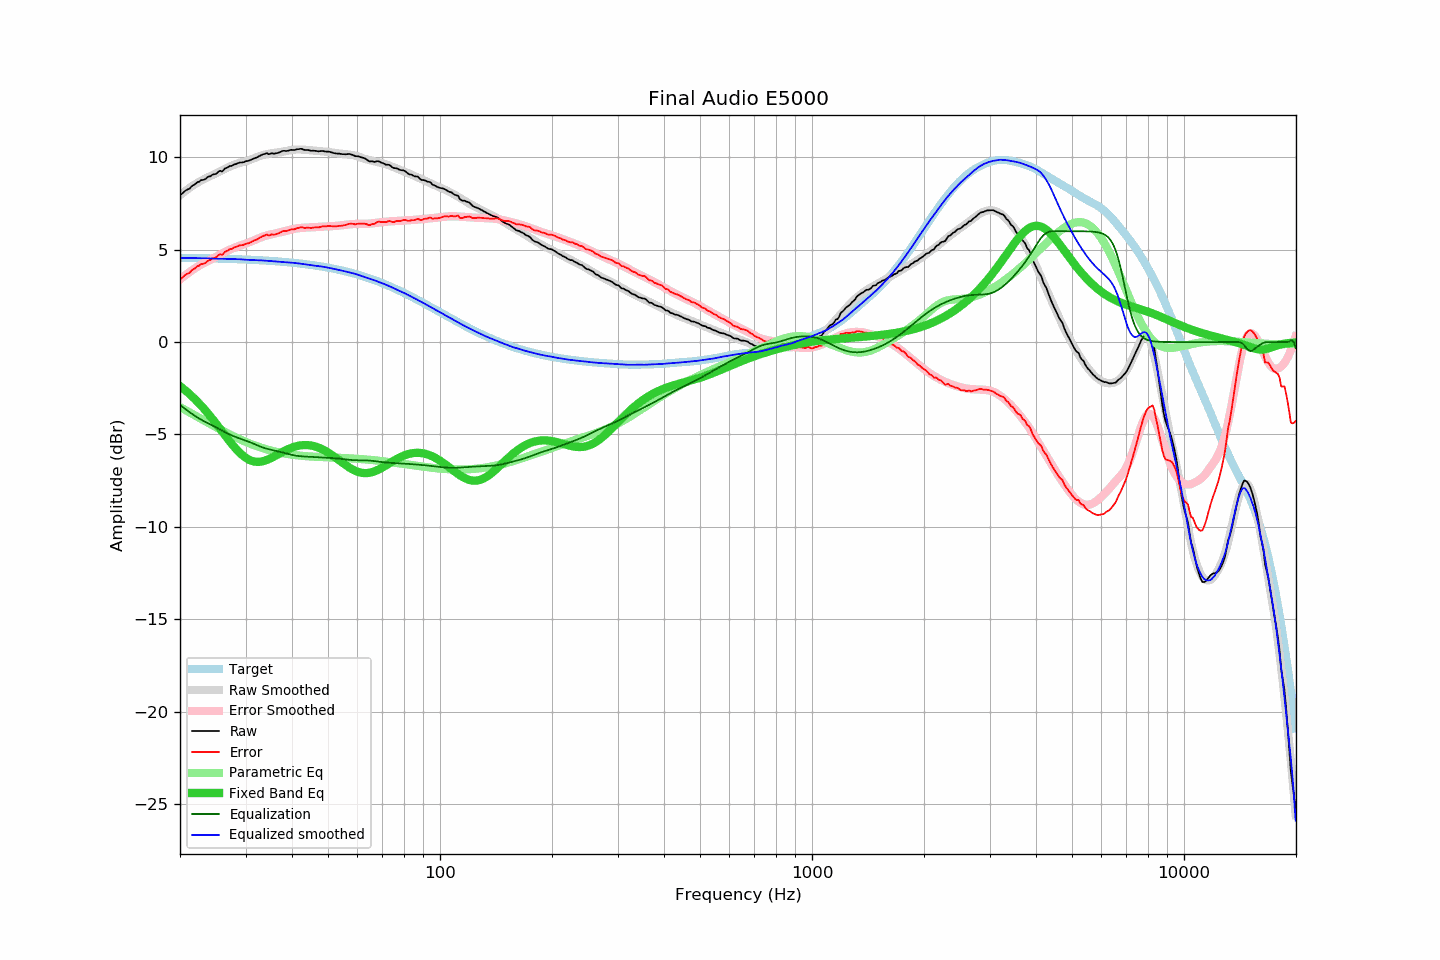 Final Audio E5000
Amplitude (dBr)
10
5
0
−5
−10
−15
−20
−25
Target
Raw Smoothed
Error Smoothed
Raw
Error
Parametric Eq
Fixed Band Eq
Equalization
Equalized smoothed
100 1000 10000
Frequency (Hz)